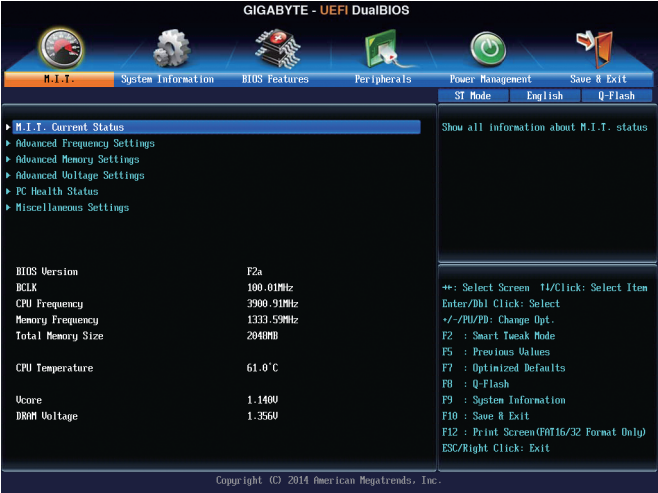 GIGABYTE - UEFI DualBIOS
M.I.T. System Information BIOS Features Peripherals Power Management Save & Exit
ST Mode English Q-Flash
M.I.T. Current Status
Advanced Frequency Settings
Advanced Memory Settings
Advanced Voltage Settings
PC Health Status
Miscellaneous Settings
Show all information about M.I.T. status
BIOS Version F2a
BCLK 100.01MHz
CPU Frequency 3900.91MHz
Memory Frequency 1333.59MHz
Total Memory Size 2048MB
CPU Temperature 61.0°C
Vcore 1.140V
DRAM Voltage 1.356V
→←: Select Screen ↑↓/Click: Select Item
Enter/Dbl Click: Select
+/-/PU/PD: Change Opt.
F2 : Smart Tweak Mode
F5 : Previous Values
F7 : Optimized Defaults
F8 : Q-Flash
F9 : System Information
F10 : Save & Exit
F12 : Print Screen(FAT16/32 Format Only)
ESC/Right Click: Exit
Copyright (C) 2014 American Megatrends, Inc.